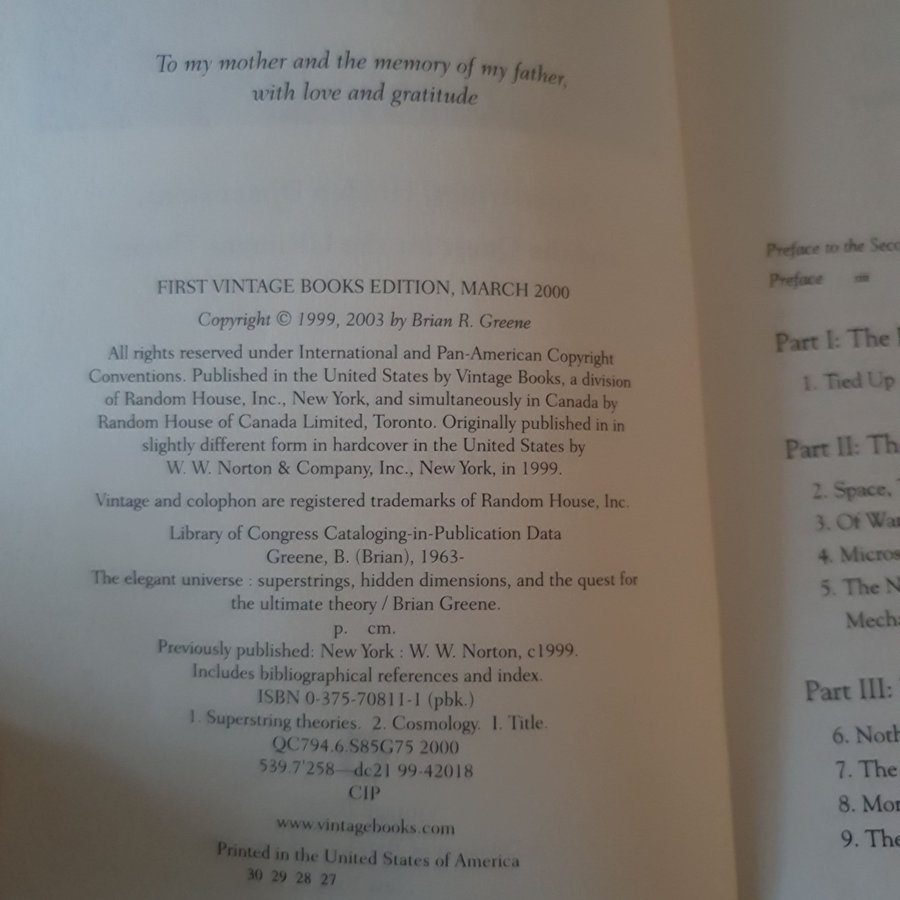 To my mother and the memory of my father,
with love and gratitude
FIRST VINTAGE BOOKS EDITION, MARCH 2000
Copyright © 1999, 2003 by Brian R. Greene
All rights reserved under International and Pan-American Copyright
Conventions. Published in the United States by Vintage Books, a division
of Random House, Inc., New York, and simultaneously in Canada by
Random House of Canada Limited, Toronto. Originally published in in
slightly different form in hardcover in the United States by
W. W. Norton & Company, Inc., New York, in 1999.
Vintage and colophon are registered trademarks of Random House, Inc.
Library of Congress Cataloging-in-Publication Data
Greene, B. (Brian), 1963-
The elegant universe : superstrings, hidden dimensions, and the quest for
the ultimate theory / Brian Greene.
p. cm.
Previously published: New York : W. W. Norton, c1999.
Includes bibliographical references and index.
ISBN 0-375-70811-1 (pbk.)
1. Superstring theories. 2. Cosmology. I. Title.
QC794.6.S85G75 2000
539.7'258—dc21 99-42018
CIP
www.vintagebooks.com
Printed in the United States of America
30 29 28 27
Preface to the Seco
Preface
Part I: The
1. Tied Up
Part II: Th
2. Space,
3. Of War
4. Micros
5. The N
Mecha
Part III:
6. Noth
7. The
8. Mor
9. The